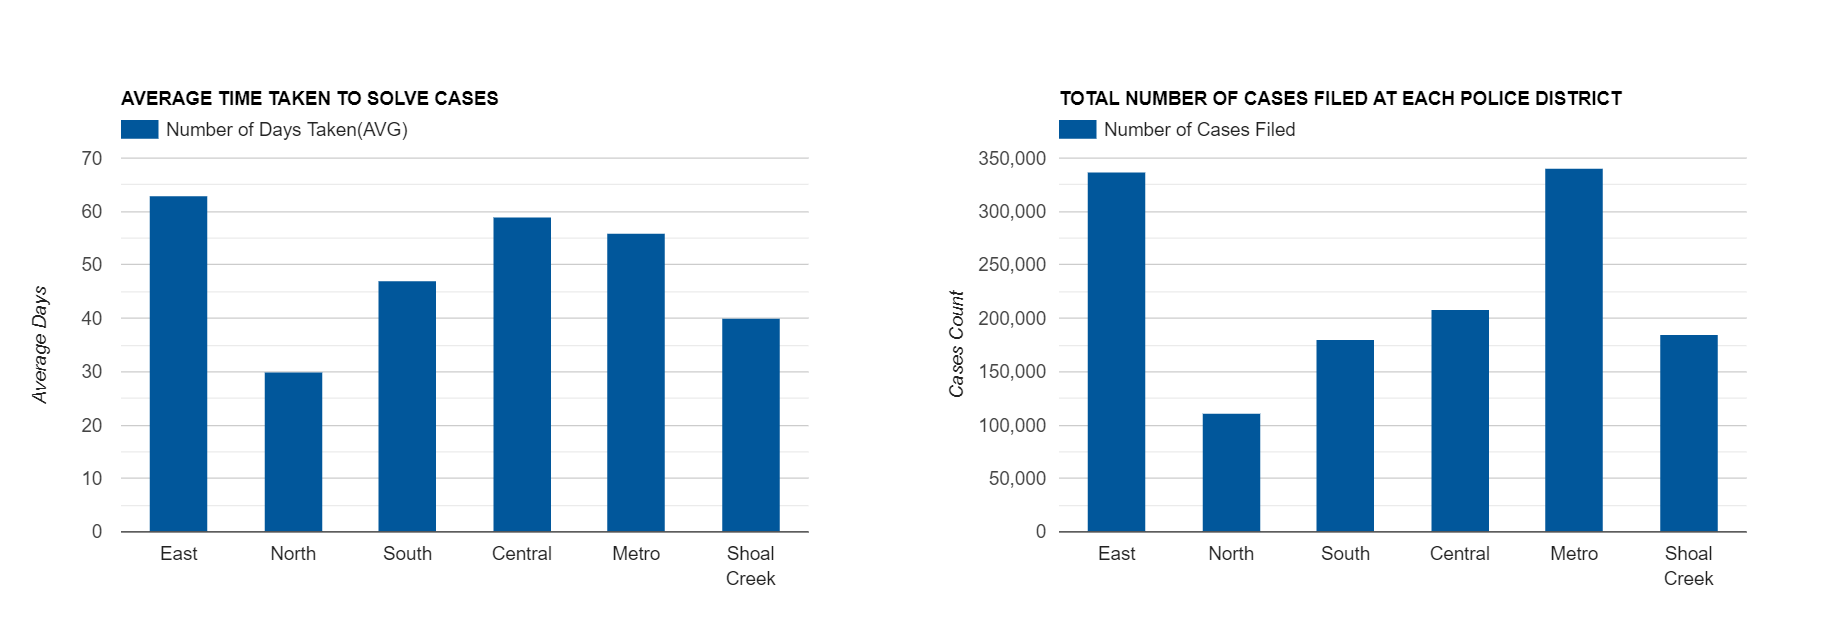 AVERAGE TIME TAKEN TO SOLVE CASES
Number of Days Taken(AVG)
70
60
50
40
30
20
10
0
Average Days
East North South Central Metro Shoal
Creek
TOTAL NUMBER OF CASES FILED AT EACH POLICE DISTRICT
Number of Cases Filed
350,000
300,000
250,000
200,000
150,000
100,000
50,000
0
Cases Count
East North South Central Metro Shoal
Creek